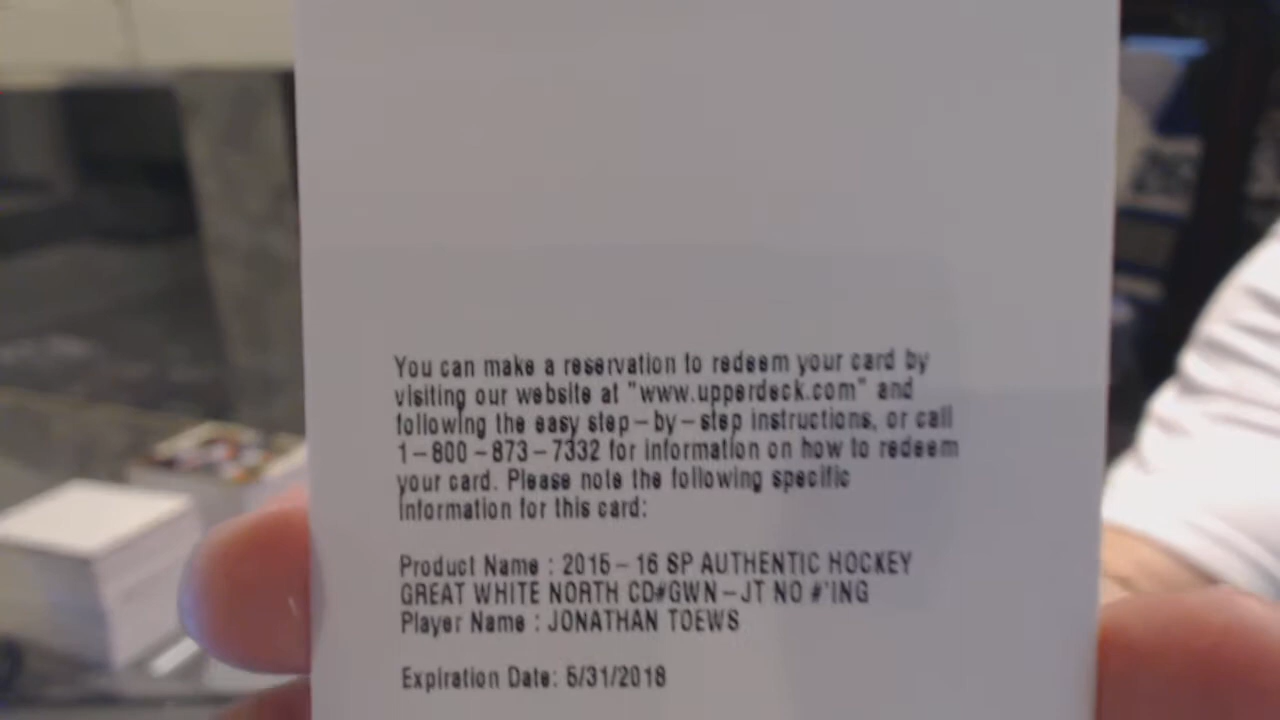 You can make a reservation to redeem your card by
visiting our website at "www.upperdeck.com" and
following the easy step-by-step instructions, or call
1-800-873-7332 for information on how to redeem
your card. Please note the following specific
information for this card:
Product Name : 2015-16 SP AUTHENTIC HOCKEY
GREAT WHITE NORTH CD#GWN-JT NO #'ING
Player Name : JONATHAN TOEWS
Expiration Date: 5/31/2018